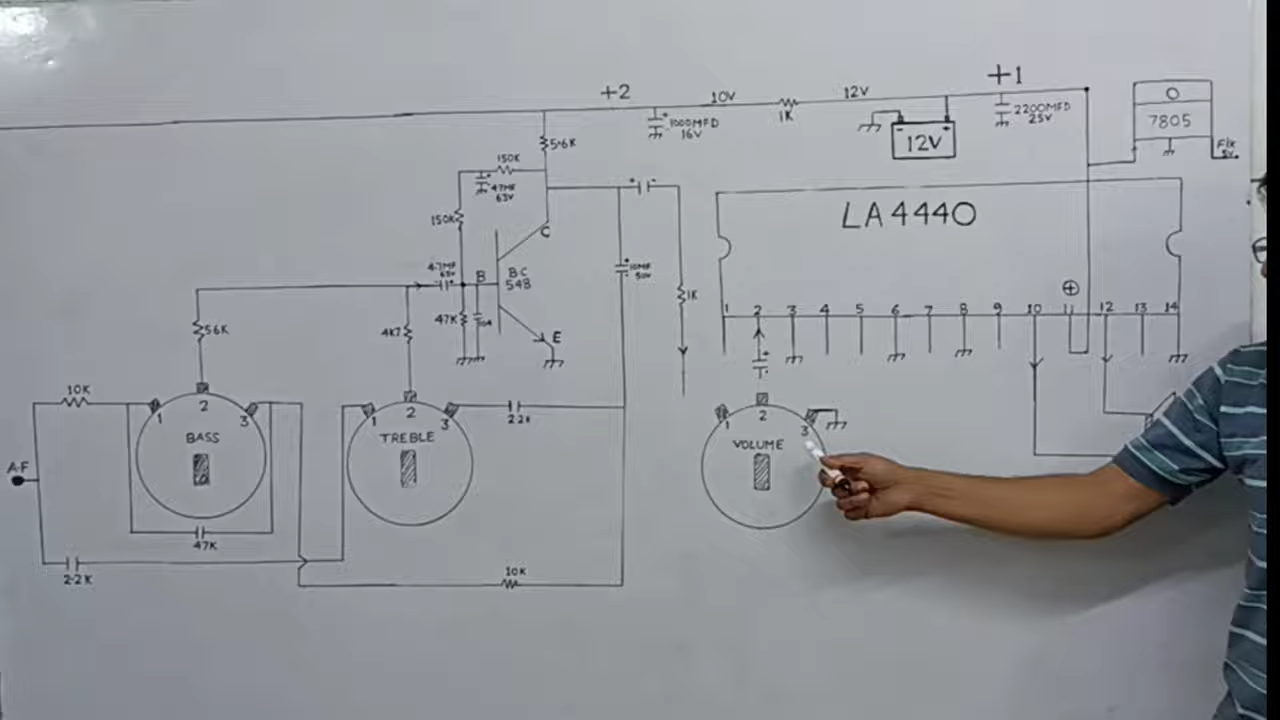 +2
10V
1K
12V
+1
2200MFD
25V
1000MFD
16V
- +
12V
O
7805
5V
5·6K
150K
47MF
63V
150K
C
LA4440
4.7MF
63V
B
BC
548
47K
E
10MF
50V
1K
+
1 2 3 4 5 6 7 8 9 10 11 12 13 14
56K
4K7
10K
1 2 3
BASS
1 2 3
TREBLE
2.2K
1 2 3
VOLUME
A·F
47K
2·2K
10K